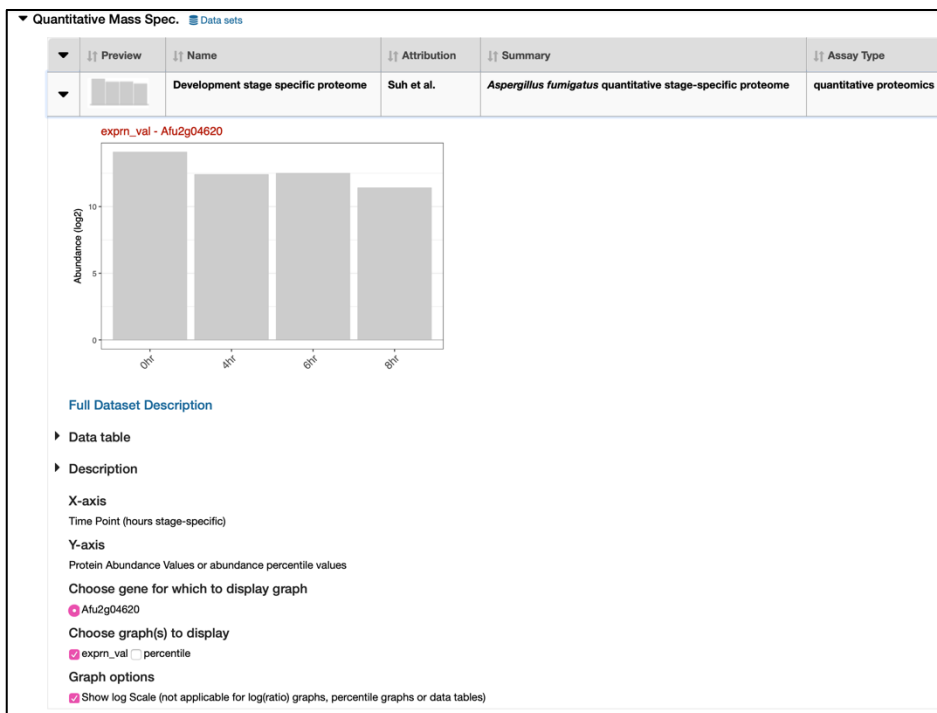 Quantitative Mass Spec. Data sets
Preview Name Attribution Summary Assay Type
Development stage specific proteome Suh et al. Aspergillus fumigatus quantitative stage-specific proteome quantitative proteomics
exprn_val - Afu2g04620
Abundance (log2)
10
5
0
0hr 4hr 6hr 8hr
Full Dataset Description
Data table
Description
X-axis
Time Point (hours stage-specific)
Y-axis
Protein Abundance Values or abundance percentile values
Choose gene for which to display graph
Afu2g04620
Choose graph(s) to display
exprn_val percentile
Graph options
Show log Scale (not applicable for log(ratio) graphs, percentile graphs or data tables)